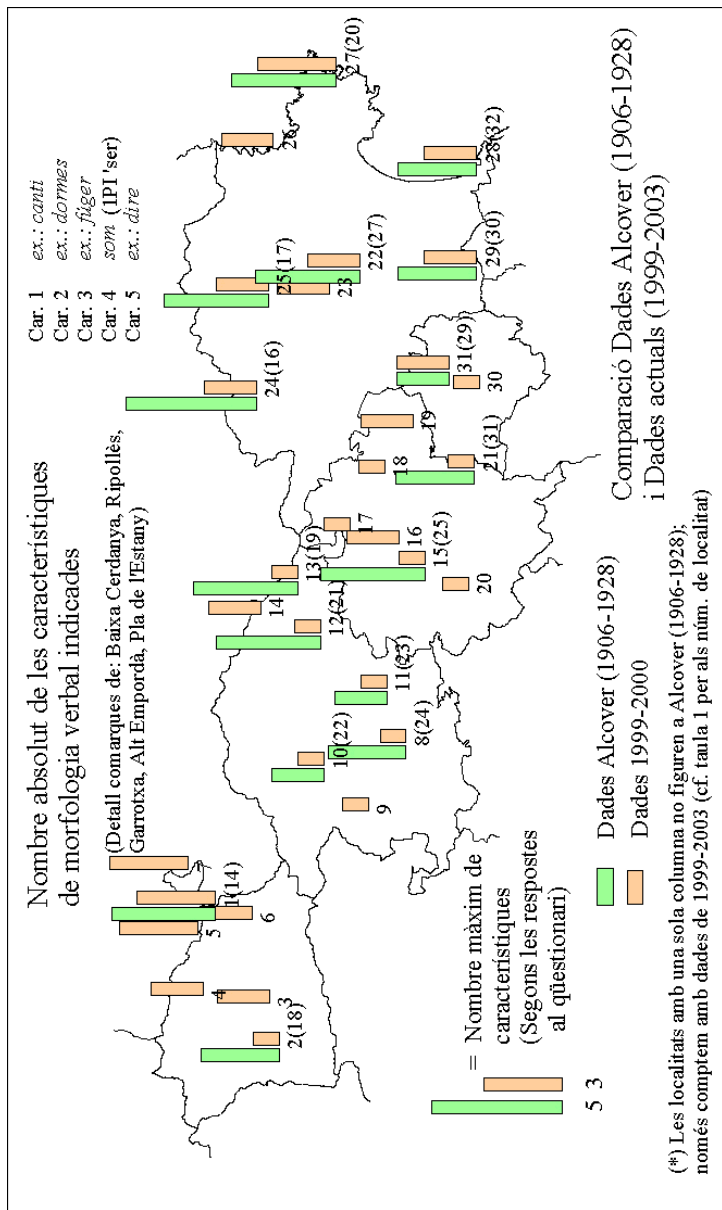 Nombre absolut de les característiques
de morfologia verbal indicades
(Detall comarques de: Baixa Cerdanya, Ripollès,
Garrotxa, Alt Empordà, Pla de l'Estany)
Car. 1 ex.: canti
Car. 2 ex.: dormes
Car. 3 ex.: fúger
Car. 4 som (1PI 'ser)
Car. 5 ex.: dire
5
1(14)
4
6
3
2(18)
14
13(19)
12(21)
10(22)
11(23)
8(24)
9
17
16
15(25)
20
24(16)
25(17)
23
22(27)
26
27(20)
18
19
21(31)
31(29)
30
29(30)
28(32)
= Nombre màxim de
característiques
(Segons les respostes
al qüestionari)
5 3
Dades Alcover (1906-1928)
Dades 1999-2000
Comparació Dades Alcover (1906-1928)
i Dades actuals (1999-2003)
(*) Les localitats amb una sola columna no figuren a Alcover (1906-1928);
només comptem amb dades de 1999-2003 (cf. taula 1 per als núm. de localitat)